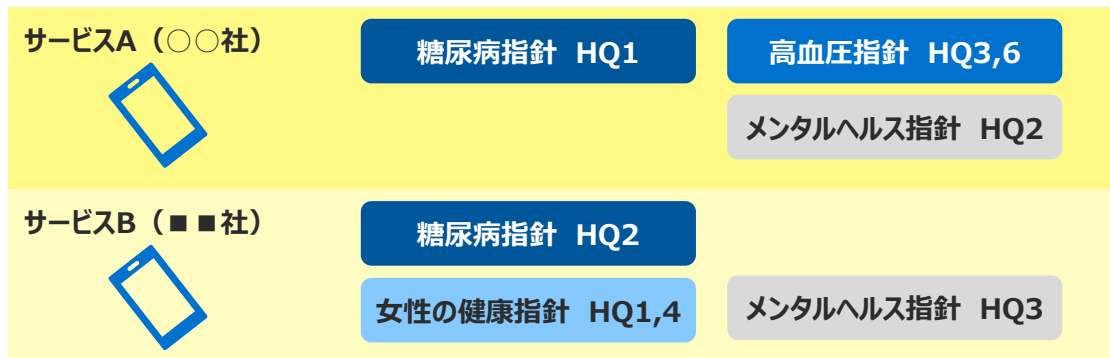 サービスA（○○社）
糖尿病指針 HQ1
高血圧指針 HQ3,6
メンタルヘルス指針 HQ2
サービスB（■■社）
糖尿病指針 HQ2
女性の健康指針 HQ1,4
メンタルヘルス指針 HQ3